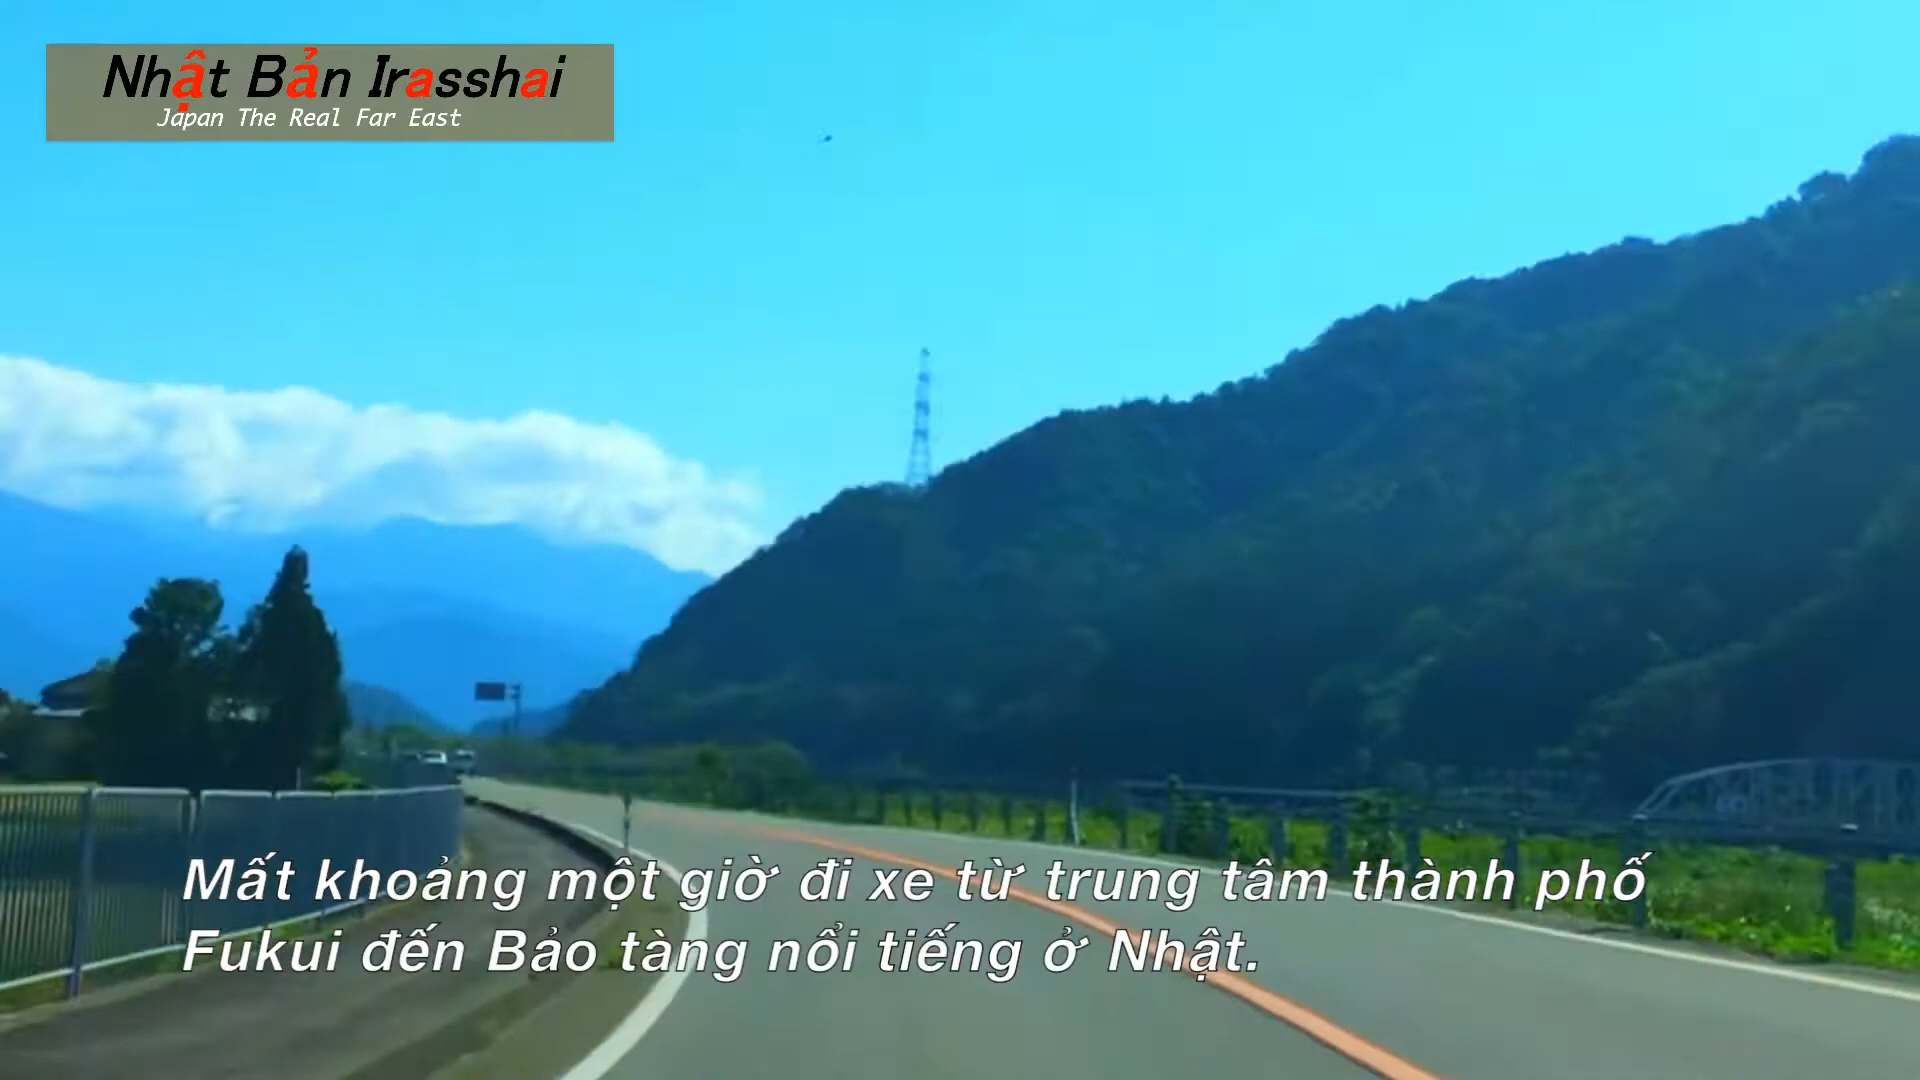 Nhật Bản Irasshai
Japan The Real Far East
Mất khoảng một giờ đi xe từ trung tâm thành phố
Fukui đến Bảo tàng nổi tiếng ở Nhật.